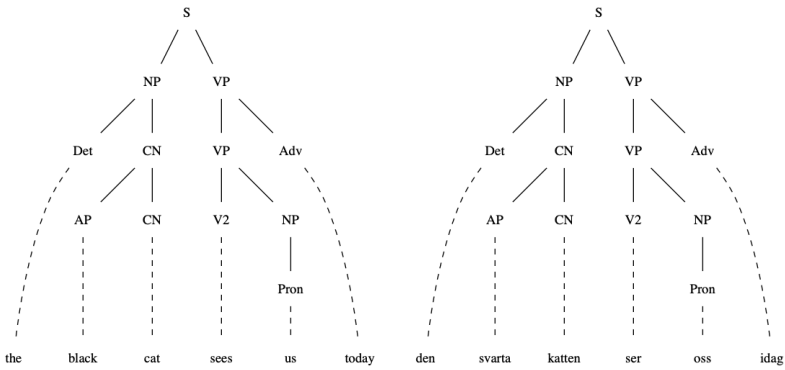 S S
NP VP NP VP
Det CN VP Adv Det CN VP Adv
AP CN V2 NP AP CN V2 NP
Pron Pron
the black cat sees us today den svarta katten ser oss idag